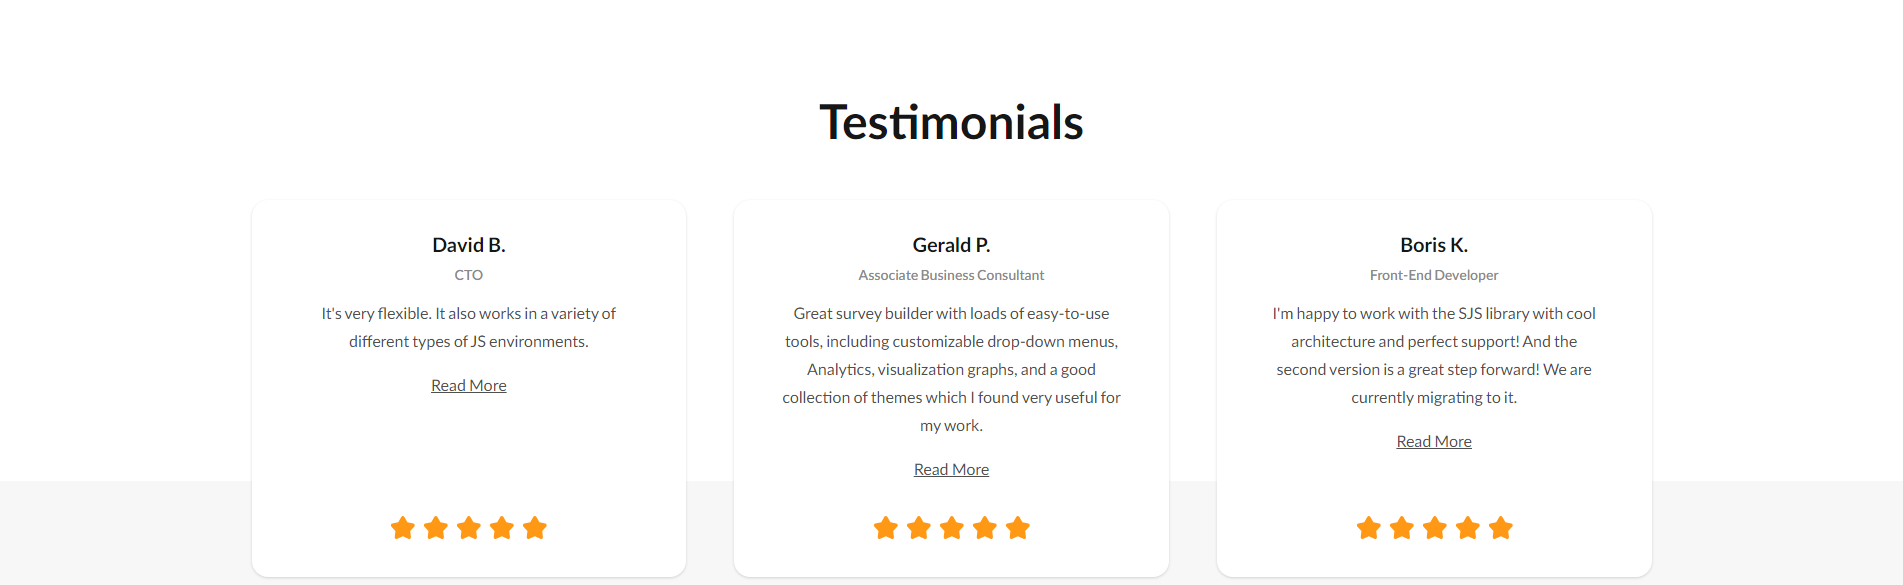 Testimonials
David B.
CTO
It's very flexible. It also works in a variety of
different types of JS environments.
Read More
Gerald P.
Associate Business Consultant
Great survey builder with loads of easy-to-use
tools, including customizable drop-down menus,
Analytics, visualization graphs, and a good
collection of themes which I found very useful for
my work.
Read More
Boris K.
Front-End Developer
I'm happy to work with the SJS library with cool
architecture and perfect support! And the
second version is a great step forward! We are
currently migrating to it.
Read More